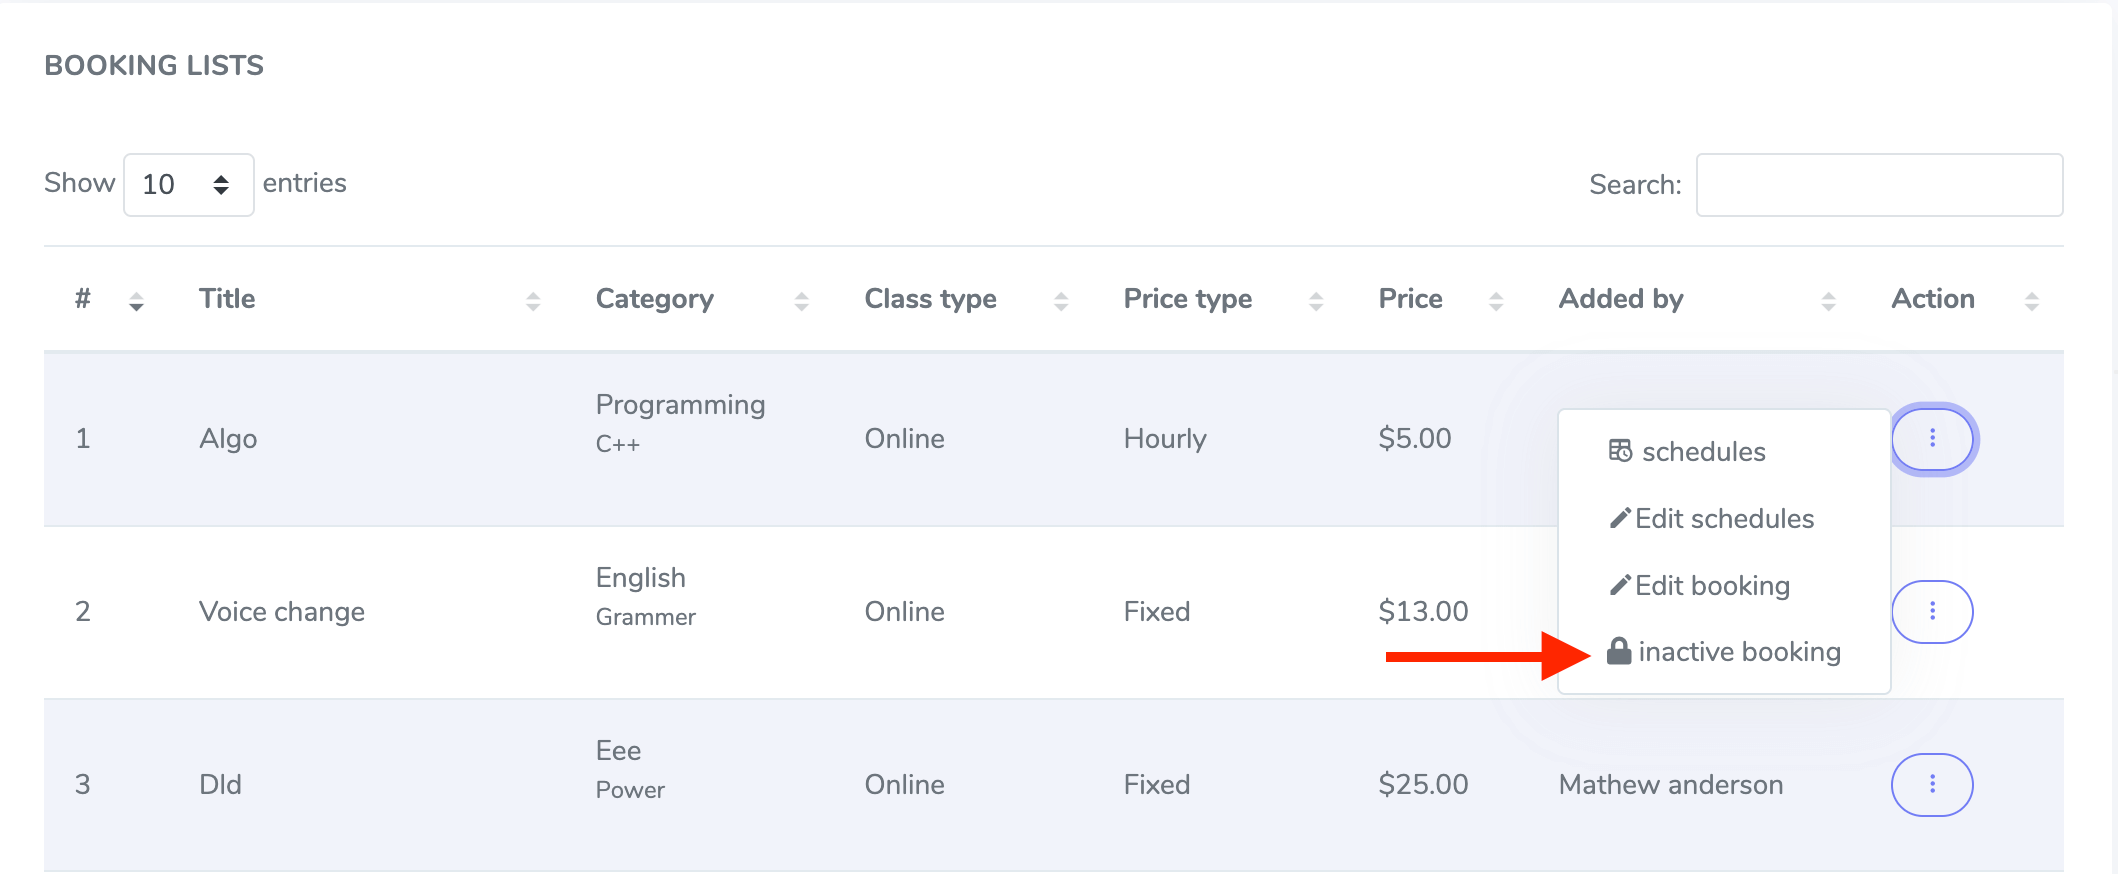 BOOKING LISTS
Show 10 entries
Search:
# Title Category Class type Price type Price Added by Action
1 Algo Programming Online Hourly $5.00
C++
schedules
Edit schedules
Edit booking
inactive booking
2 Voice change English Online Fixed $13.00
Grammer
3 Dld Eee Online Fixed $25.00 Mathew anderson
Power